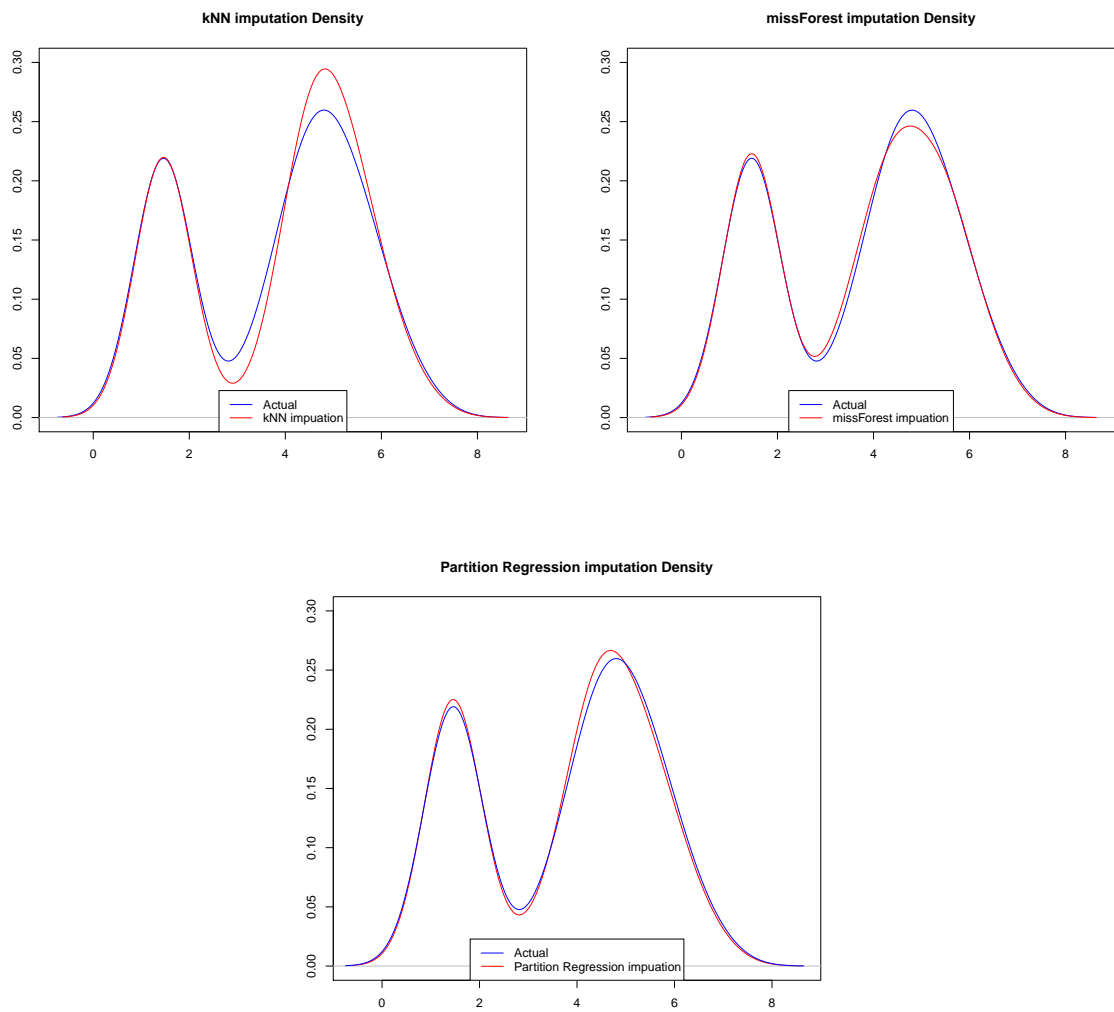 kNN imputation Density
0.30
0.25
0.20
0.15
0.10
0.05
0.00
Actual
kNN impuation
0 2 4 6 8
missForest imputation Density
0.30
0.25
0.20
0.15
0.10
0.05
0.00
Actual
missForest impuation
0 2 4 6 8
Partition Regression imputation Density
0.30
0.25
0.20
0.15
0.10
0.05
0.00
Actual
Partition Regression impuation
0 2 4 6 8